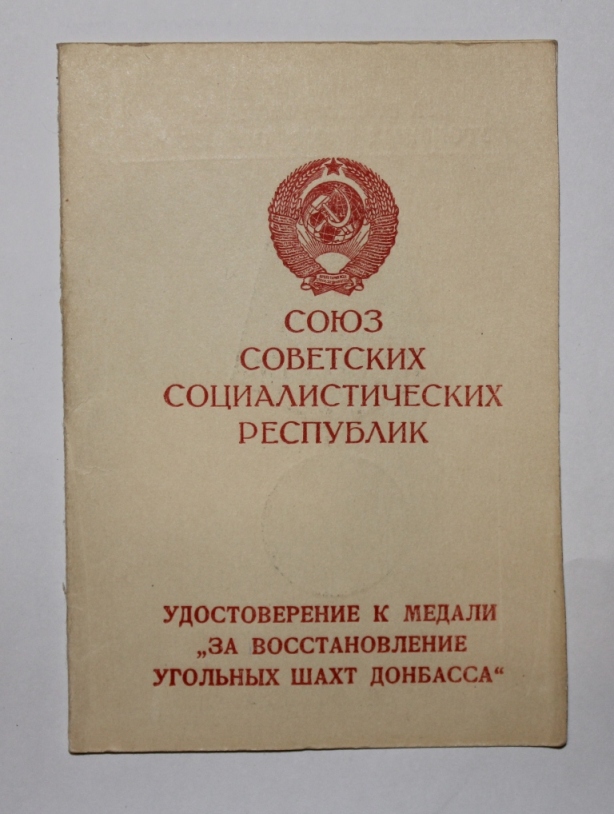 СОЮЗ
СОВЕТСКИХ
СОЦИАЛИСТИЧЕСКИХ
РЕСПУБЛИК
УДОСТОВЕРЕНИЕ К МЕДАЛИ
„ЗА ВОССТАНОВЛЕНИЕ
УГОЛЬНЫХ ШАХТ ДОНБАССА“